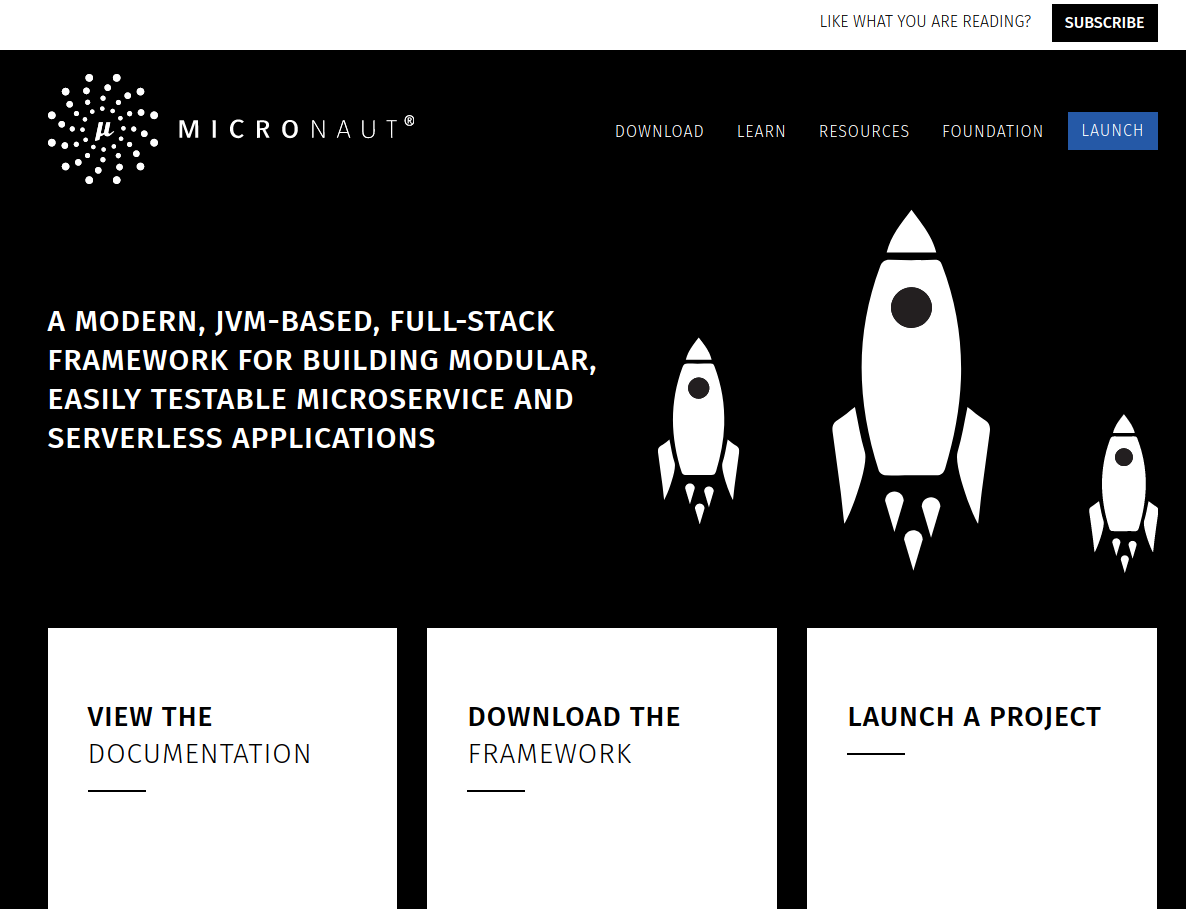 LIKE WHAT YOU ARE READING?
SUBSCRIBE
μ
MICRONAUT®
DOWNLOAD
LEARN
RESOURCES
FOUNDATION
LAUNCH
A MODERN, JVM-BASED, FULL-STACK
FRAMEWORK FOR BUILDING MODULAR,
EASILY TESTABLE MICROSERVICE AND
SERVERLESS APPLICATIONS
VIEW THE
DOCUMENTATION
DOWNLOAD THE
FRAMEWORK
LAUNCH A PROJECT